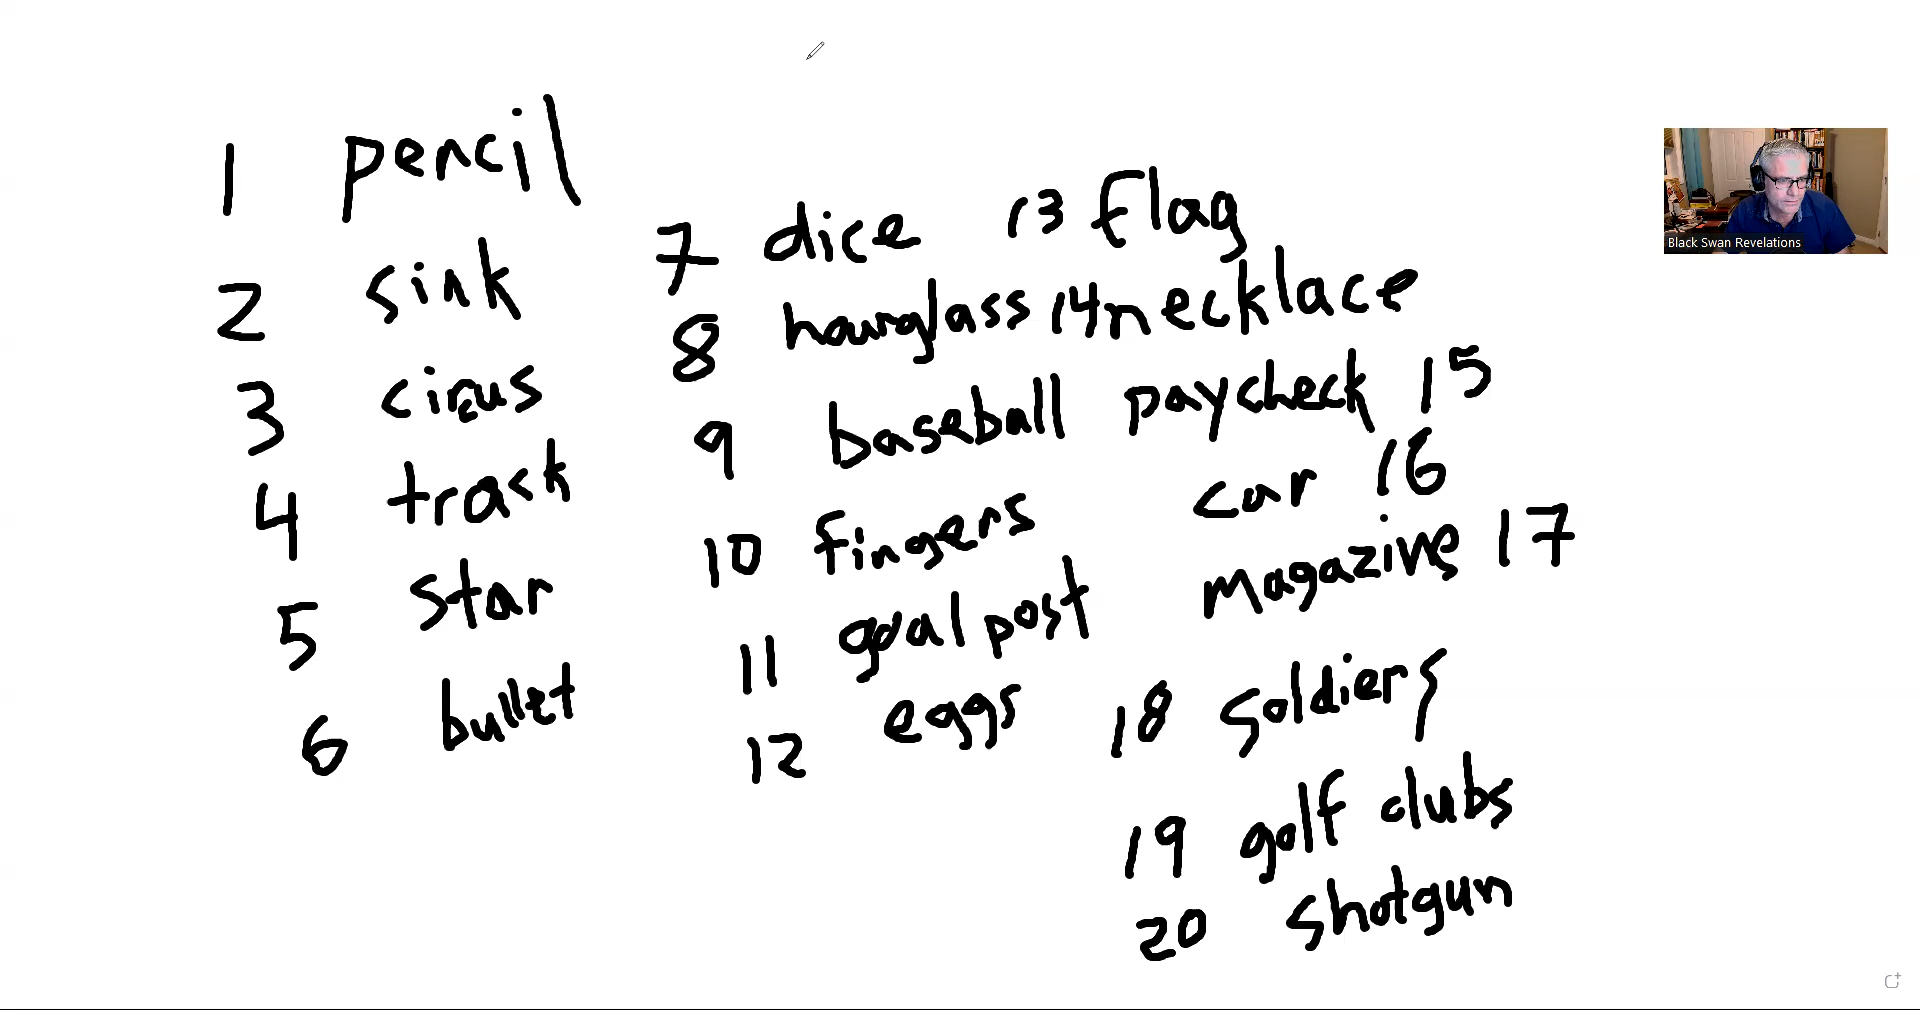 1 pencil
2 sink
3 circus
4 track
5 star
6 bullet
7 dice
8 hourglass
9 baseball
10 fingers
11 goal post
12 eggs
13 flag
14 necklace
paycheck 15
car 16
magazine 17
18 soldiers
19 golf clubs
20 shotgun
Black Swan Revelations